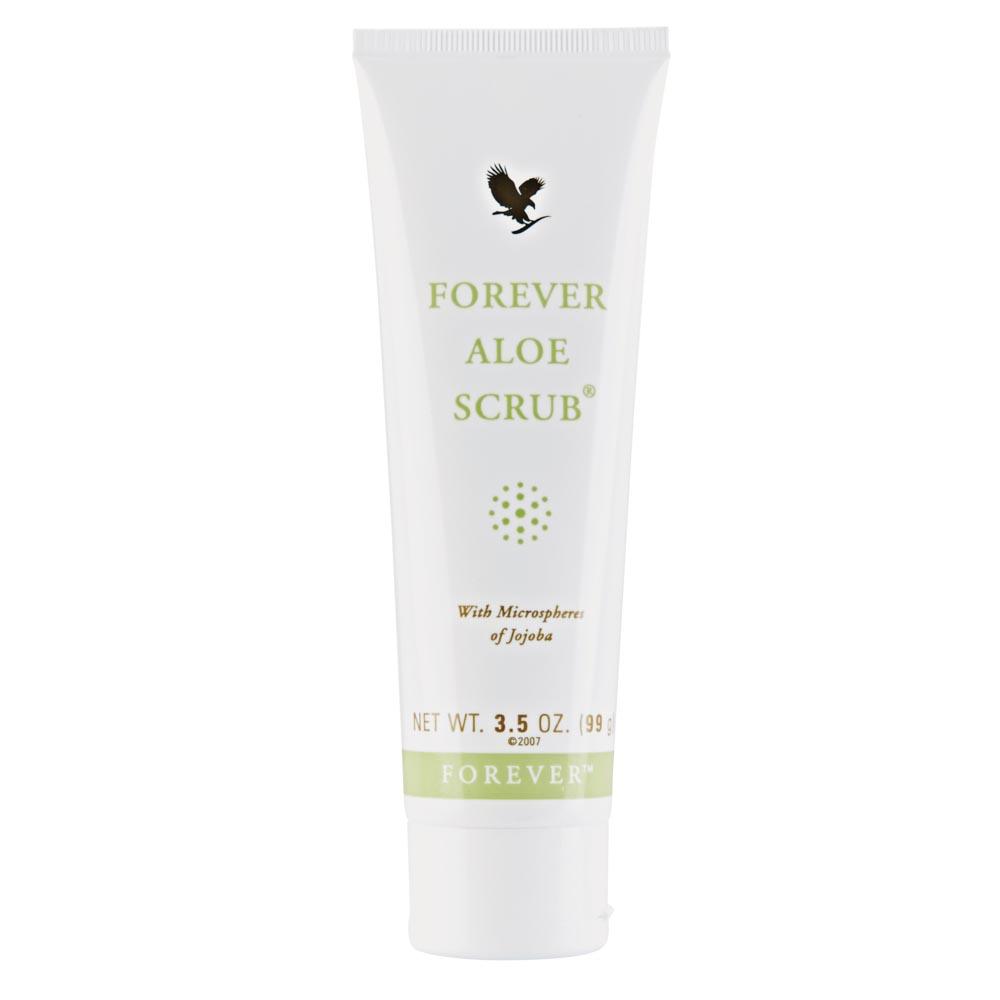 FOREVER
ALOE
SCRUB®
With Microspheres
of Jojoba
NET WT. 3.5 OZ. (99 g
©2007
FOREVER™